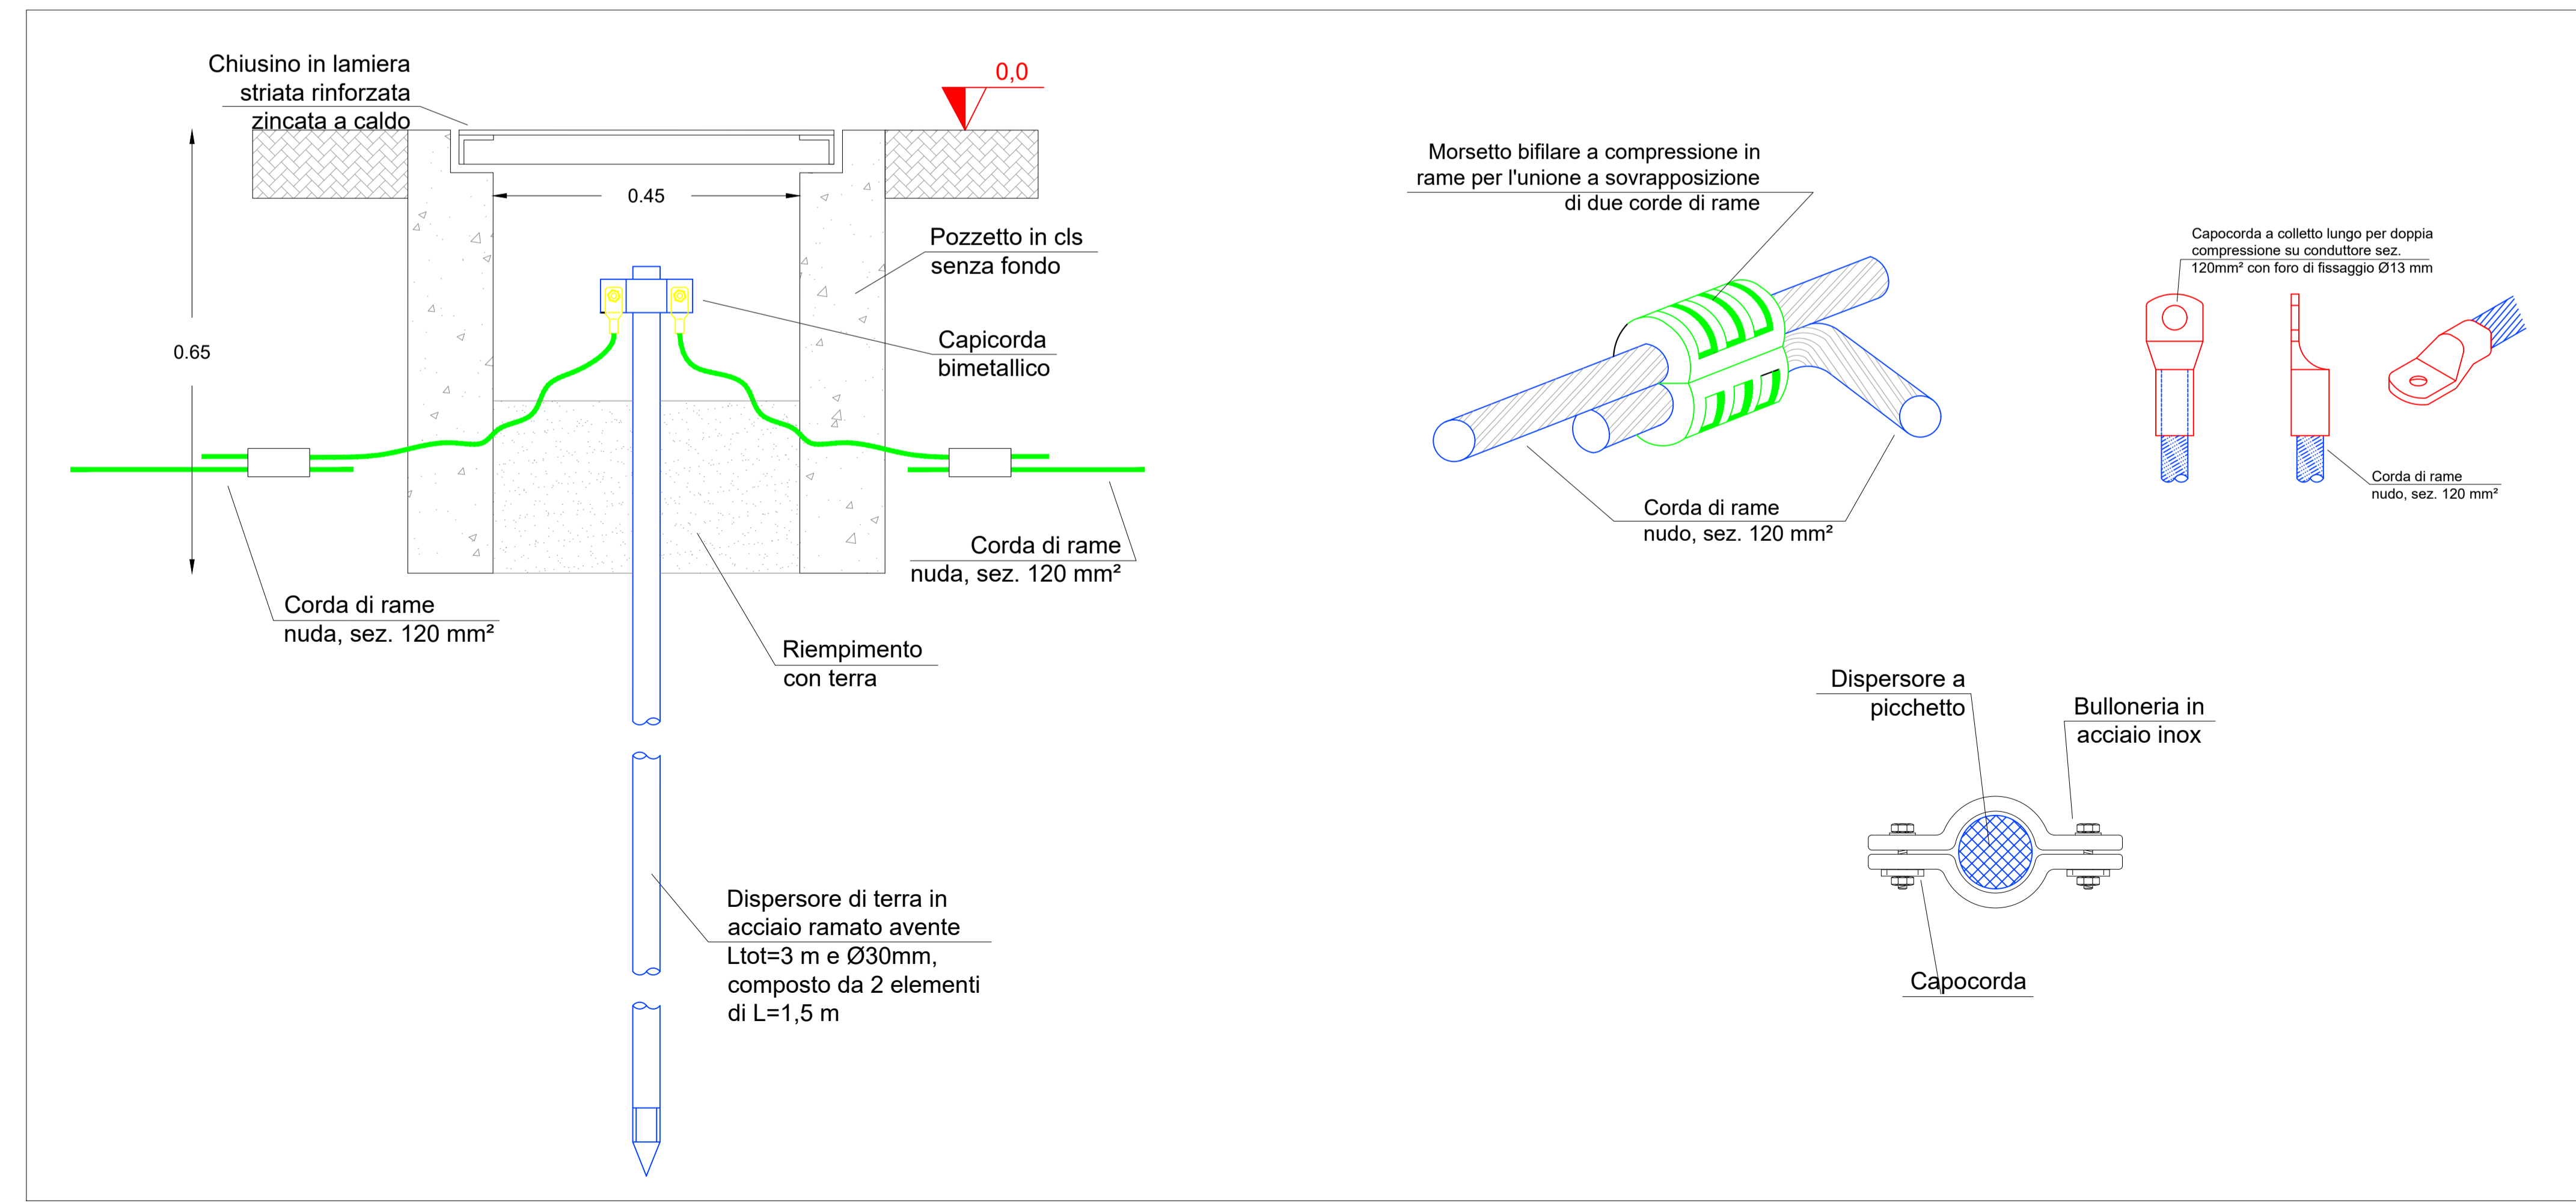 Chiusino in lamiera
striata rinforzata
zincata a caldo
0,0
0.45
0.65
Pozzetto in cls
senza fondo
Capicorda
bimetallico
Corda di rame
nuda, sez. 120 mm²
Corda di rame
nuda, sez. 120 mm²
Riempimento
con terra
Dispersore di terra in
acciaio ramato avente
Ltot=3 m e Ø30mm,
composto da 2 elementi
di L=1,5 m
Morsetto bifilare a compressione in
rame per l'unione a sovrapposizione
di due corde di rame
Corda di rame
nudo, sez. 120 mm²
Capocorda a colletto lungo per doppia
compressione su conduttore sez.
120mm² con foro di fissaggio Ø13 mm
Corda di rame
nudo, sez. 120 mm²
Dispersore a
picchetto
Bulloneria in
acciaio inox
Capocorda